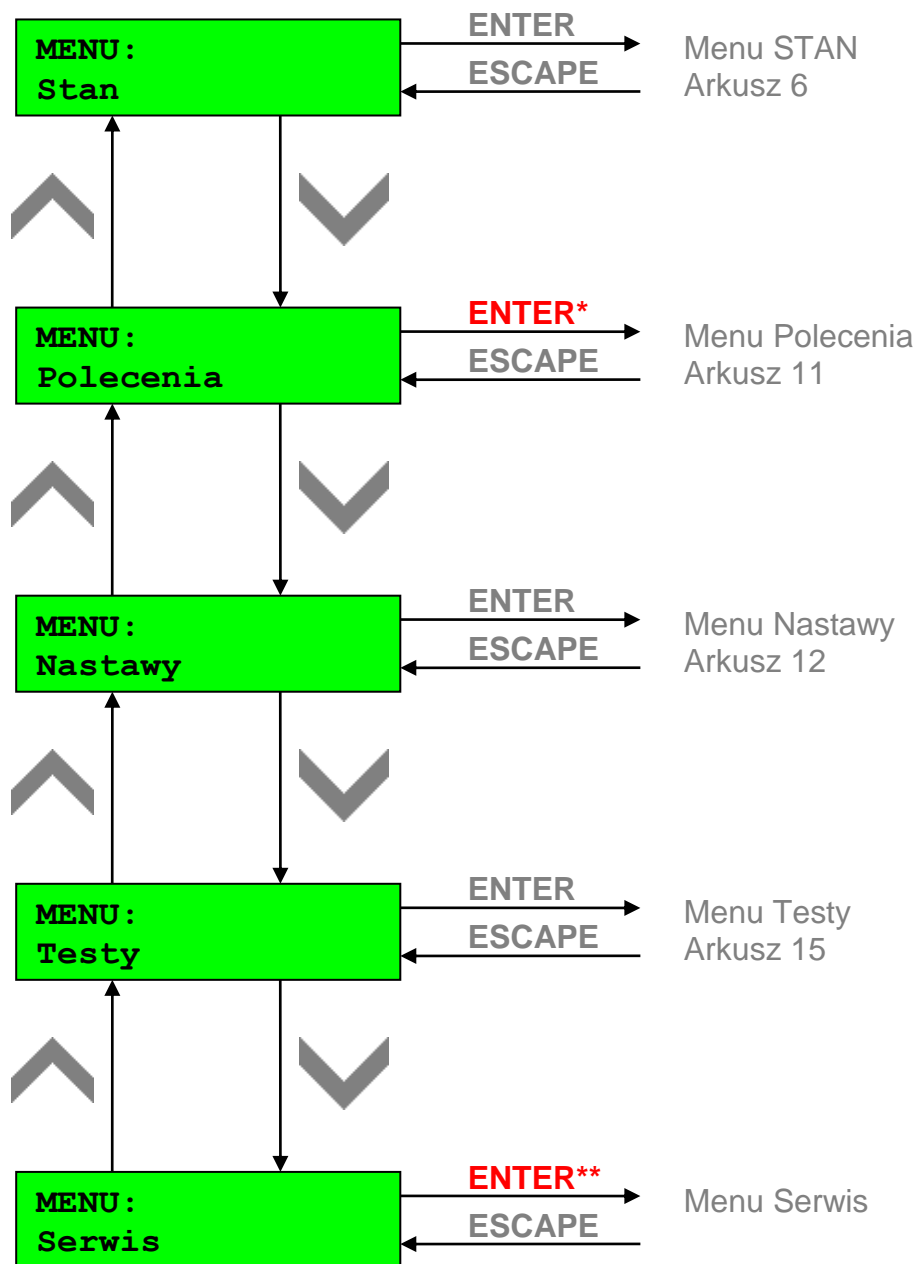 MENU:
Stan
ENTER
ESCAPE
Menu STAN
Arkusz 6
MENU:
Polecenia
ENTER*
ESCAPE
Menu Polecenia
Arkusz 11
MENU:
Nastawy
ENTER
ESCAPE
Menu Nastawy
Arkusz 12
MENU:
Testy
ENTER
ESCAPE
Menu Testy
Arkusz 15
MENU:
Serwis
ENTER**
ESCAPE
Menu Serwis